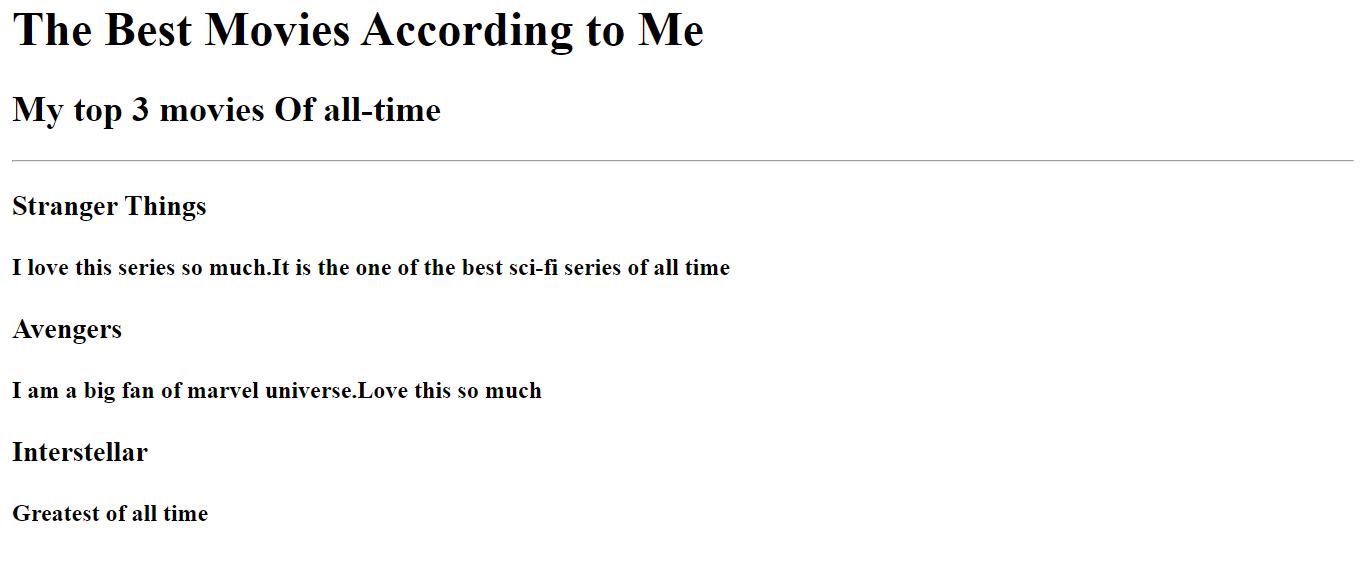 The Best Movies According to Me
My top 3 movies Of all-time
Stranger Things
I love this series so much.It is the one of the best sci-fi series of all time
Avengers
I am a big fan of marvel universe.Love this so much
Interstellar
Greatest of all time